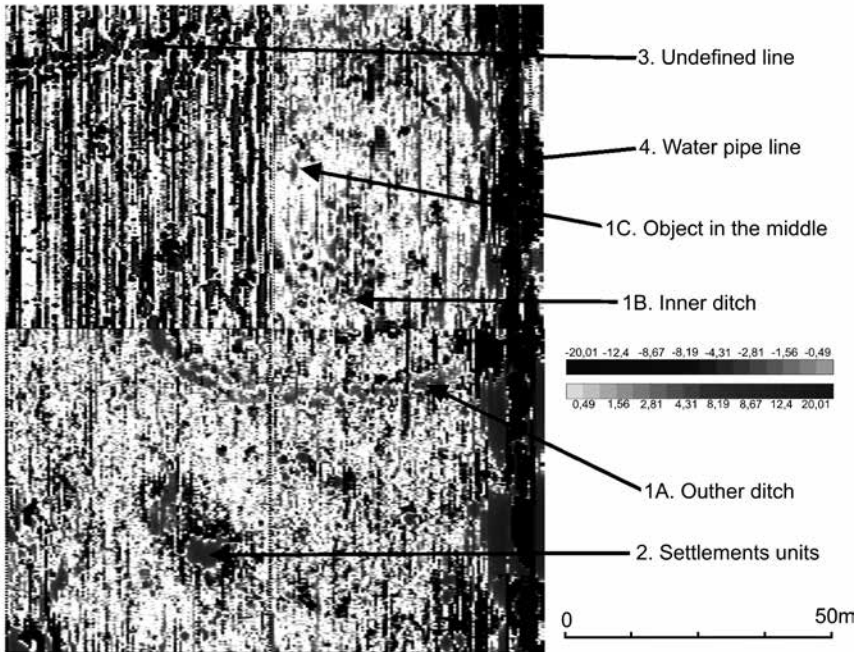 3. Undefined line
4. Water pipe line
1C. Object in the middle
1B. Inner ditch
-20,01 -12,4 -8,67 -8,19 -4,31 -2,81 -1,56 -0,49
0,49 1,56 2,81 4,31 8,19 8,67 12,4 20,01
1A. Outher ditch
2. Settlements units
0 50m